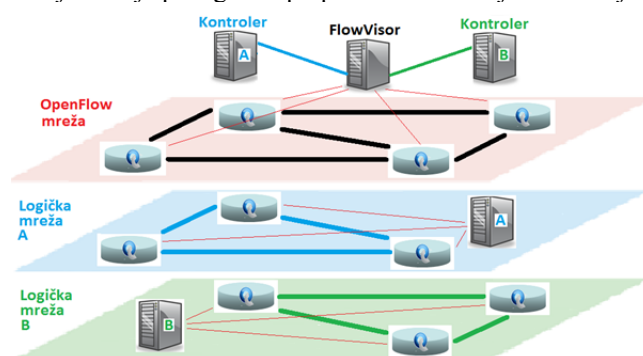 Kontroler
FlowVisor
Kontroler
A
B
OpenFlow
mreža
Logička
mreža
A
A
Logička
mreža
B
B